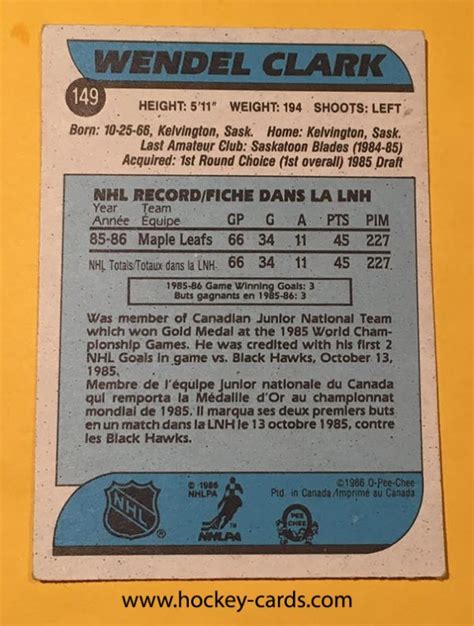 WENDEL CLARK
149
HEIGHT: 5'11" WEIGHT: 194 SHOOTS: LEFT
Born: 10-25-66, Kelvington, Sask. Home: Kelvington, Sask.
Last Amateur Club: Saskatoon Blades (1984-85)
Acquired: 1st Round Choice (1st overall) 1985 Draft
NHL RECORD/FICHE DANS LA LNH
Year Team
Année Équipe GP G A PTS PIM
85-86 Maple Leafs 66 34 11 45 227
NHL Totals/Totaux dans la LNH 66 34 11 45 227
1985-86 Game Winning Goals: 3
Buts gagnants en 1985-86: 3
Was member of Canadian Junior National Team
which won Gold Medal at the 1985 World Cham-
pionship Games. He was credited with his first 2
NHL Goals in game vs. Black Hawks, October 13,
1985.
Membre de l'équipe Junior nationale du Canada
qui remporta la Médaille d'Or au championnat
mondial de 1985. Il marqua ses deux premiers buts
en un match dans la LNH le 13 octobre 1985, contre
les Black Hawks.
NHL
© 1986
NHLPA
TM
NHLPA
©1986 O-Pee-Chee
Ptd. in Canada/Imprimé au Canada
O
PEE
CHEE
www.hockey-cards.com